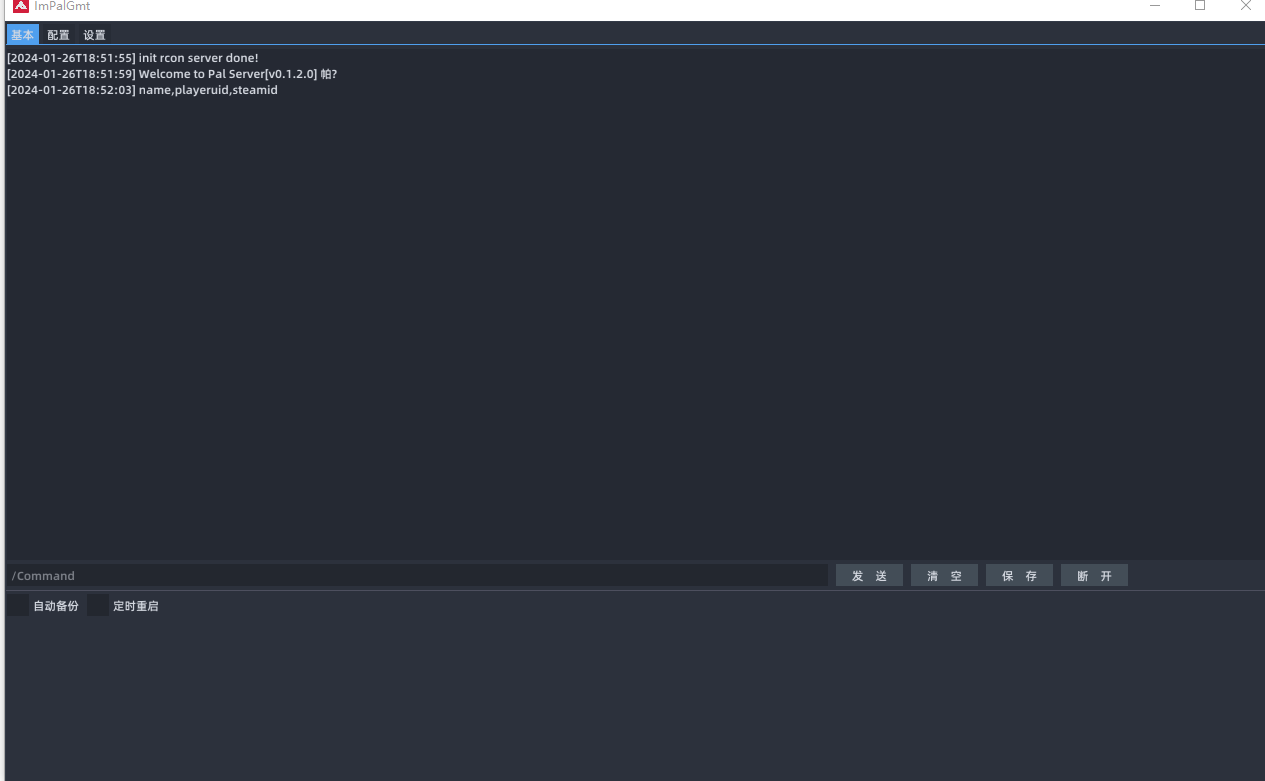 ImPalGmt
基本 配置 设置
[2024-01-26T18:51:55] init rcon server done!
[2024-01-26T18:51:59] Welcome to Pal Server[v0.1.2.0] 帕?
[2024-01-26T18:52:03] name,playeruid,steamid
/Command 发 送 清 空 保 存 断 开
自动备份 定时重启